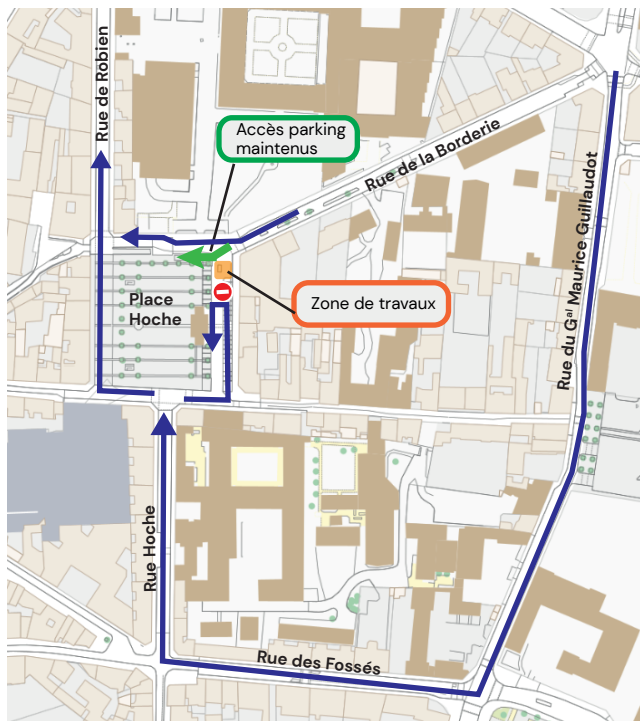 Rue de Robien
Accès parking
maintenus
Rue de la Borderie
Rue du Gal Maurice Guillaudot
Place
Hoche
Zone de travaux
Rue Hoche
Rue des Fossés